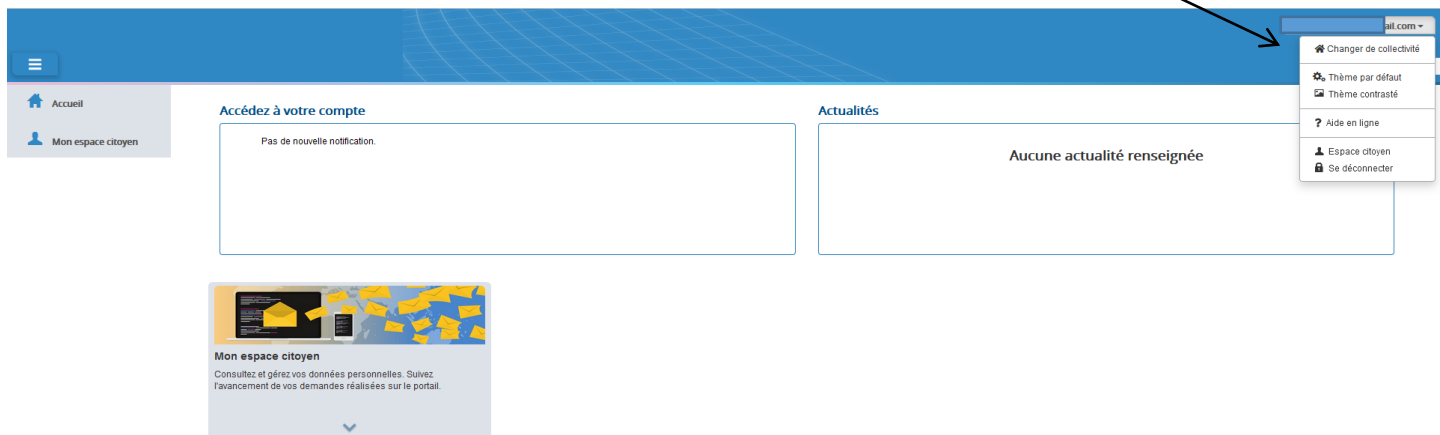 ail.com
Changer de collectivité
Thème par défaut
Thème contrasté
? Aide en ligne
Espace citoyen
Se déconnecter
Accueil
Mon espace citoyen
Accédez à votre compte
Pas de nouvelle notification.
Actualités
Aucune actualité renseignée
Mon espace citoyen
Consultez et gérez vos données personnelles. Suivez
l'avancement de vos demandes réalisées sur le portail.